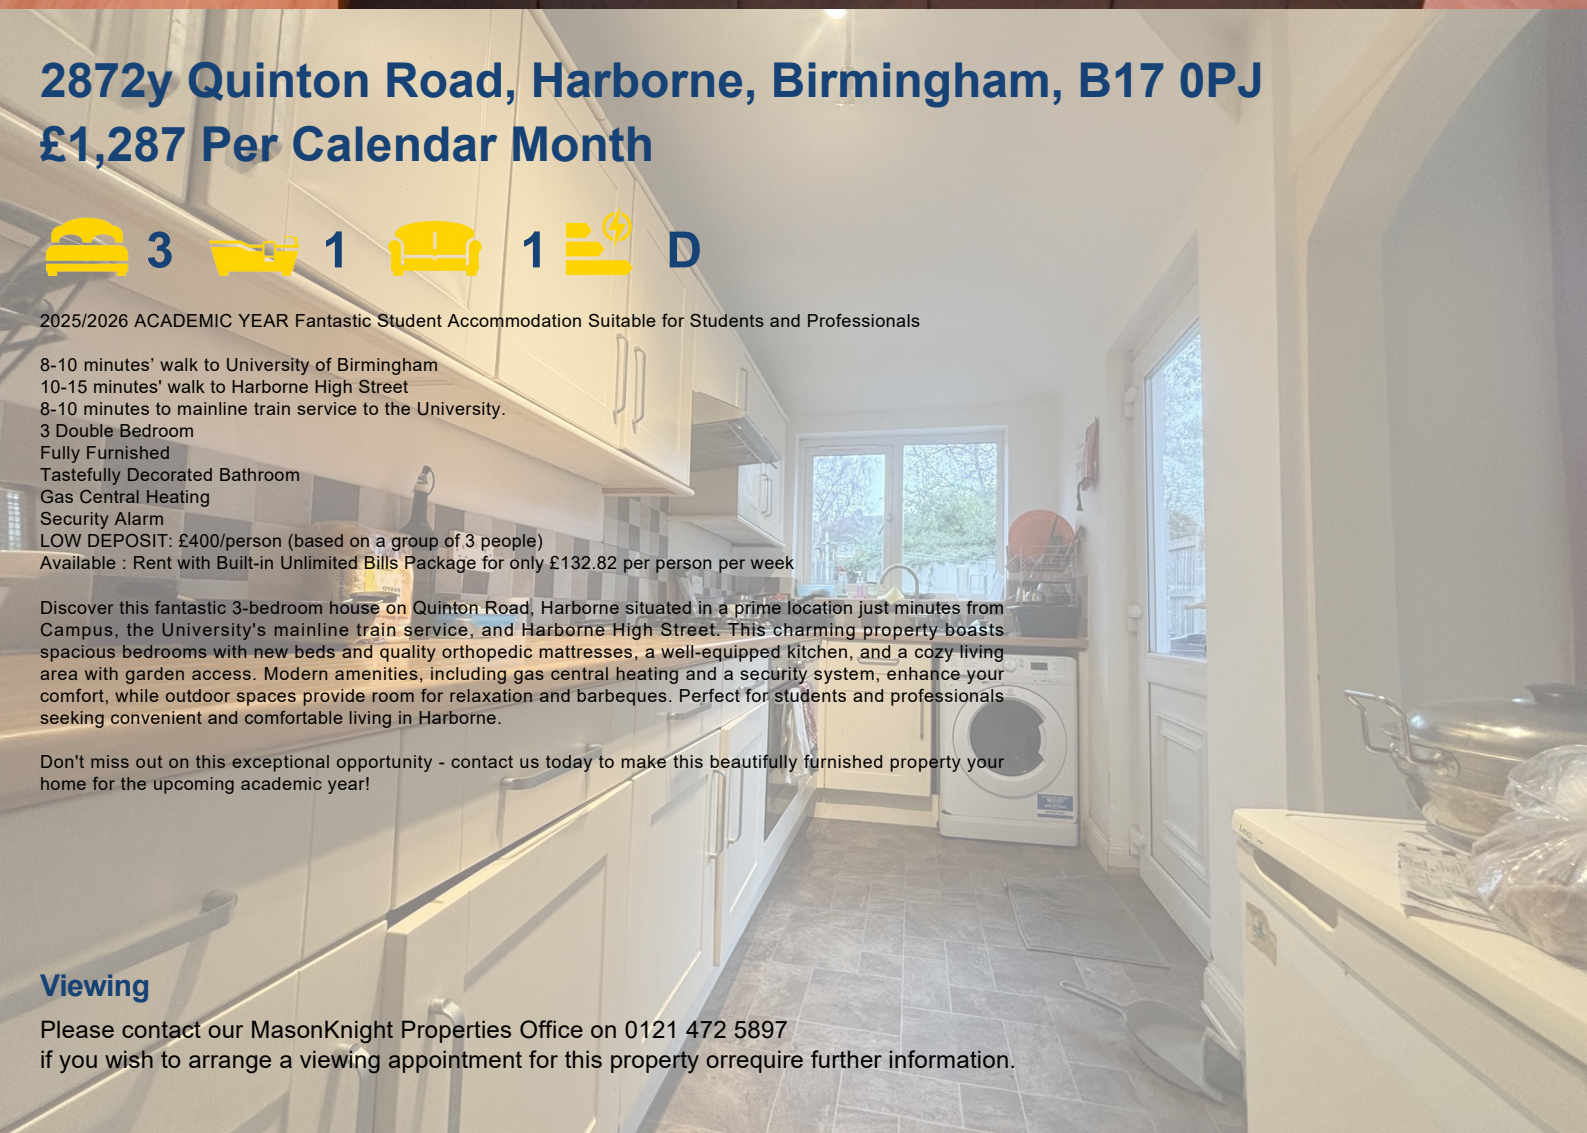 2872y Quinton Road, Harborne, Birmingham, B17 0PJ
£1,287 Per Calendar Month
3 1 1 D
2025/2026 ACADEMIC YEAR Fantastic Student Accommodation Suitable for Students and Professionals
8-10 minutes’ walk to University of Birmingham
10-15 minutes' walk to Harborne High Street
8-10 minutes to mainline train service to the University.
3 Double Bedroom
Fully Furnished
Tastefully Decorated Bathroom
Gas Central Heating
Security Alarm
LOW DEPOSIT: £400/person (based on a group of 3 people)
Available : Rent with Built-in Unlimited Bills Package for only £132.82 per person per week
Discover this fantastic 3-bedroom house on Quinton Road, Harborne situated in a prime location just minutes from
Campus, the University's mainline train service, and Harborne High Street. This charming property boasts
spacious bedrooms with new beds and quality orthopedic mattresses, a well-equipped kitchen, and a cozy living
area with garden access. Modern amenities, including gas central heating and a security system, enhance your
comfort, while outdoor spaces provide room for relaxation and barbeques. Perfect for students and professionals
seeking convenient and comfortable living in Harborne.
Don't miss out on this exceptional opportunity - contact us today to make this beautifully furnished property your
home for the upcoming academic year!
Viewing
Please contact our MasonKnight Properties Office on 0121 472 5897
if you wish to arrange a viewing appointment for this property orrequire further information.